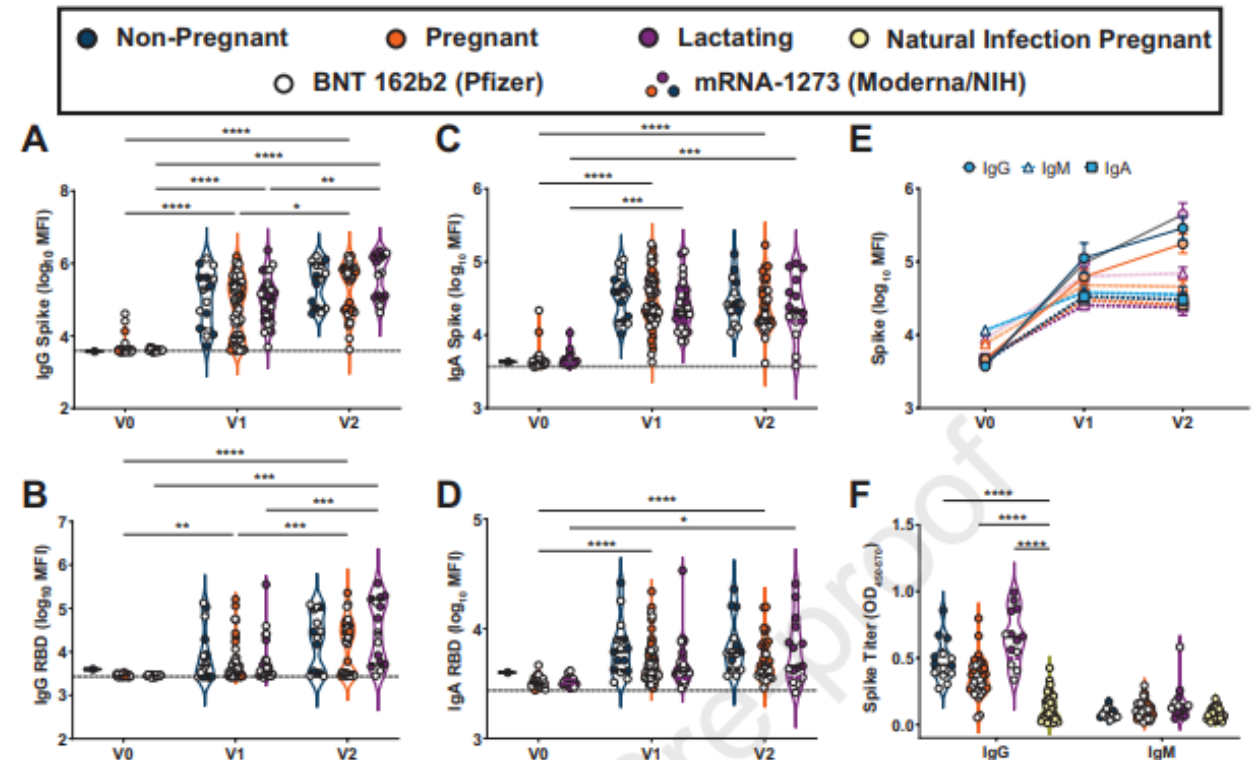 Non-Pregnant Pregnant Lactating Natural Infection Pregnant
BNT 162b2 (Pfizer) mRNA-1273 (Moderna/NIH)
A
****
****
**** **
**** *
IgG Spike (log10 MFI)
8
6
4
2
V0 V1 V2
C
****
***
****
***
IgA Spike (log10 MFI)
6
5
4
3
V0 V1 V2
E
IgG IgM IgA
Spike (log10 MFI)
6
5
4
3
V0 V1 V2
B
****
***
***
** ***
IgG RBD (log10 MFI)
7
6
5
4
3
2
V0 V1 V2
D
****
*
****
IgA RBD (log10 MFI)
5
4
3
V0 V1 V2
F
****
****
****
Spike Titer (OD450-570)
1.5
1.0
0.5
0.0
IgG IgM
re-proof